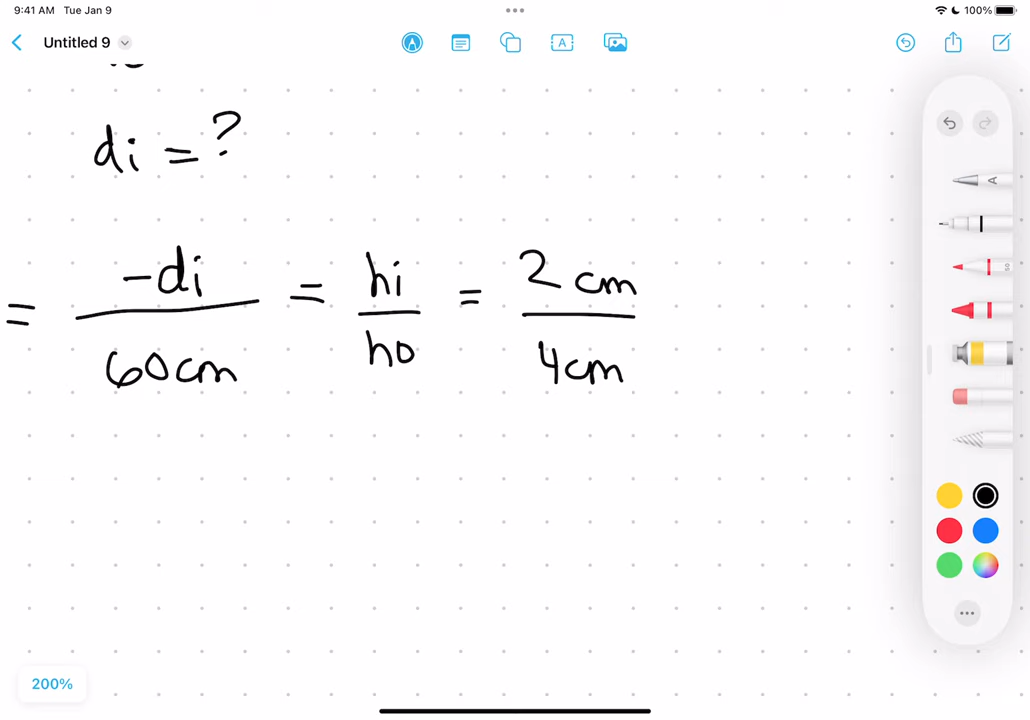 9:41 AM Tue Jan 9
100%
Untitled 9
di = ?
= -di / 60cm = hi / ho = 2 cm / 4cm
200%